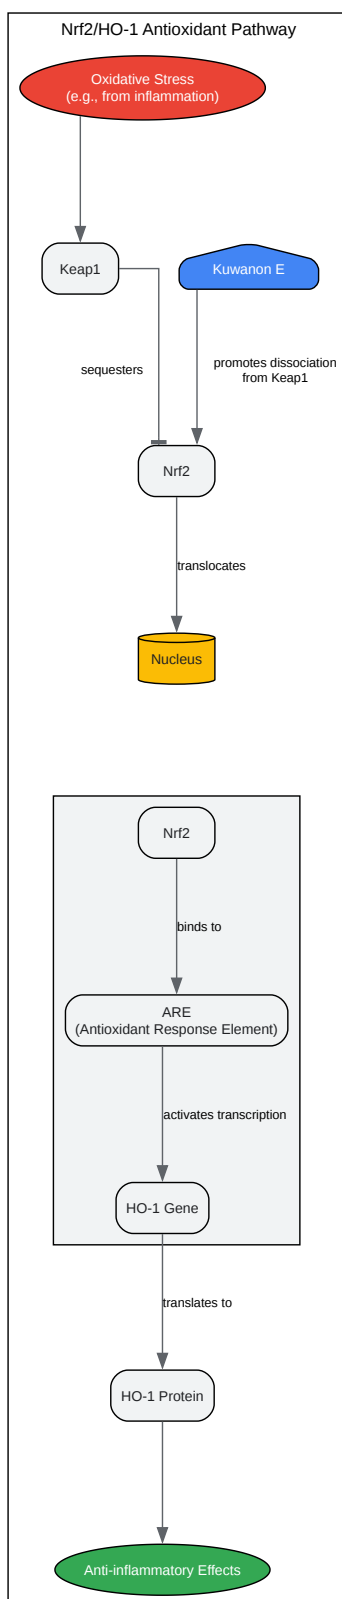 Nrf2/HO-1 Antioxidant Pathway
Oxidative Stress
(e.g., from inflammation)
Keap1
Kuwanon E
sequesters
promotes dissociation
from Keap1
Nrf2
translocates
Nucleus
Nrf2
binds to
ARE
(Antioxidant Response Element)
activates transcription
HO-1 Gene
translates to
HO-1 Protein
Anti-inflammatory Effects